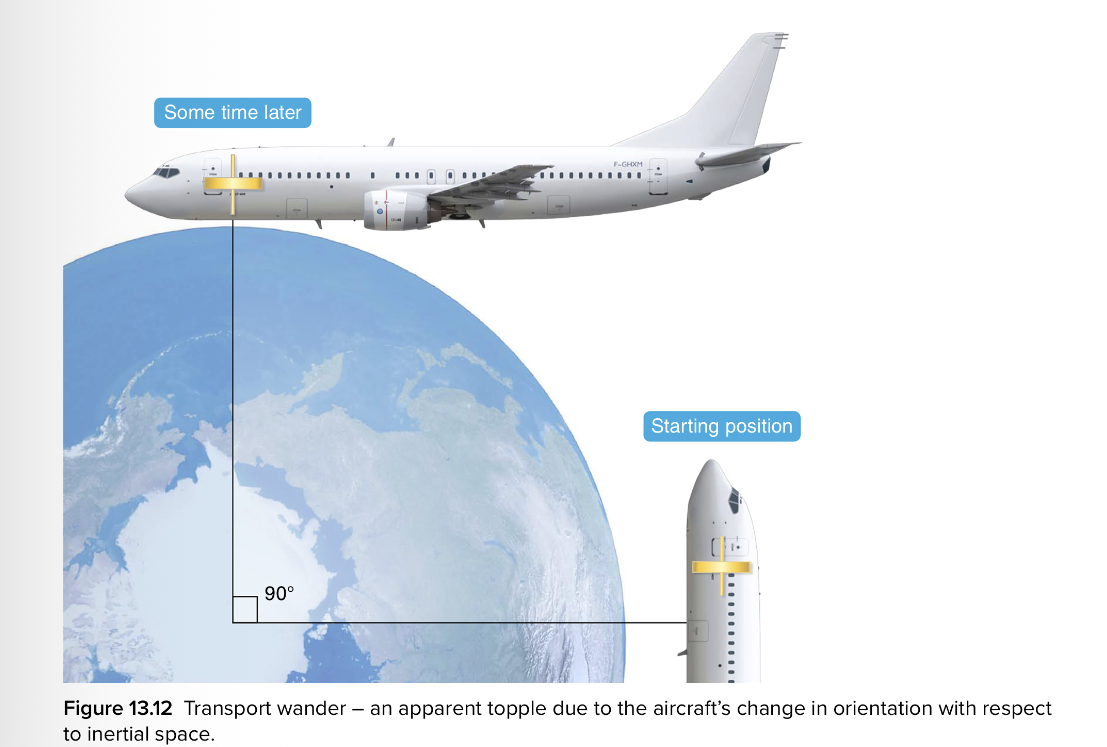 Some time later
F-GHXM
Starting position
90°
Figure 13.12 Transport wander – an apparent topple due to the aircraft’s change in orientation with respect
to inertial space.